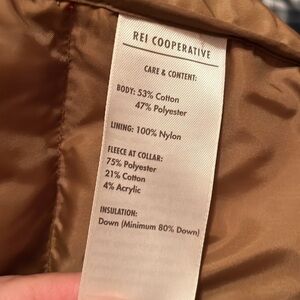 REI COOPERATIVE
CARE & CONTENT:
BODY: 53% Cotton
47% Polyester
LINING: 100% Nylon
FLEECE AT COLLAR:
75% Polyester
21% Cotton
4% Acrylic
INSULATION:
Down (Minimum 80% Down)